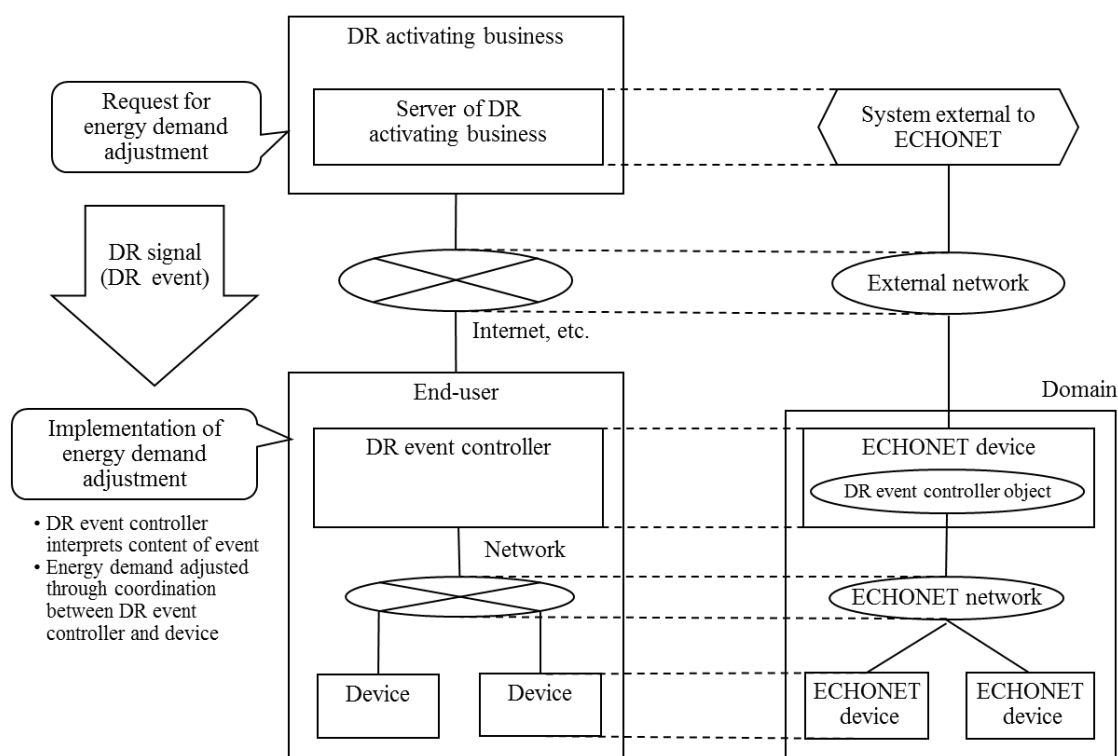 DR activating business
Request for
energy demand
adjustment
Server of DR
activating business
System external to
ECHONET
DR signal
(DR event)
External network
Internet, etc.
End-user
Domain
Implementation of
energy demand
adjustment
DR event controller
ECHONET device
DR event controller object
• DR event controller
interprets content of event
• Energy demand adjusted
through coordination
between DR event
controller and device
Network
ECHONET network
Device
Device
ECHONET
device
ECHONET
device